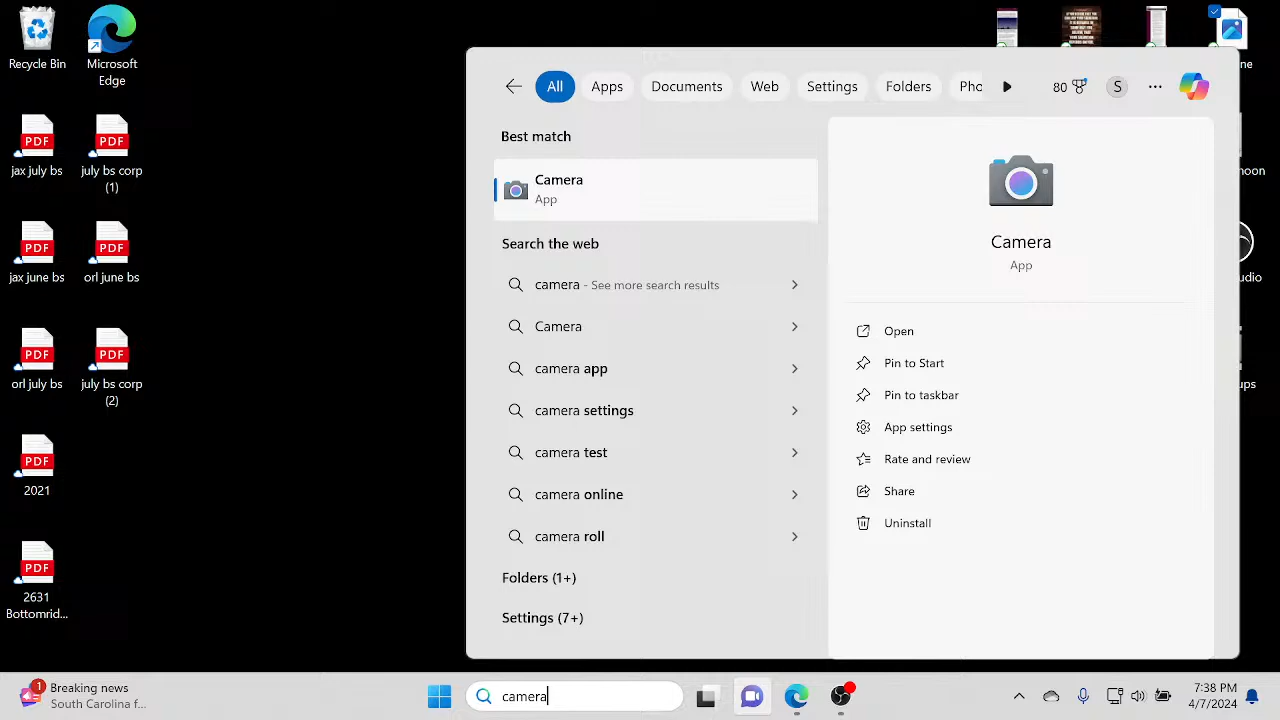 Recycle Bin
Microsoft
Edge
PDF
jax july bs
PDF
july bs corp
(1)
PDF
jax june bs
PDF
orl june bs
PDF
orl july bs
PDF
july bs corp
(2)
PDF
2021
PDF
2631
Bottomrid...
All
Apps
Documents
Web
Settings
Folders
Pho
80
S
Best match
Camera
App
Search the web
camera - See more search results
Camera
camera app
camera settings
camera test
camera online
camera roll
Folders (1+)
Settings (7+)
Camera
App
Open
Pin to Start
Pin to taskbar
App settings
Rate and review
Share
Uninstall
ne
oon
udio
ups
1
Breaking news
South Carolina f...
camera
7:38 PM
4/7/2024